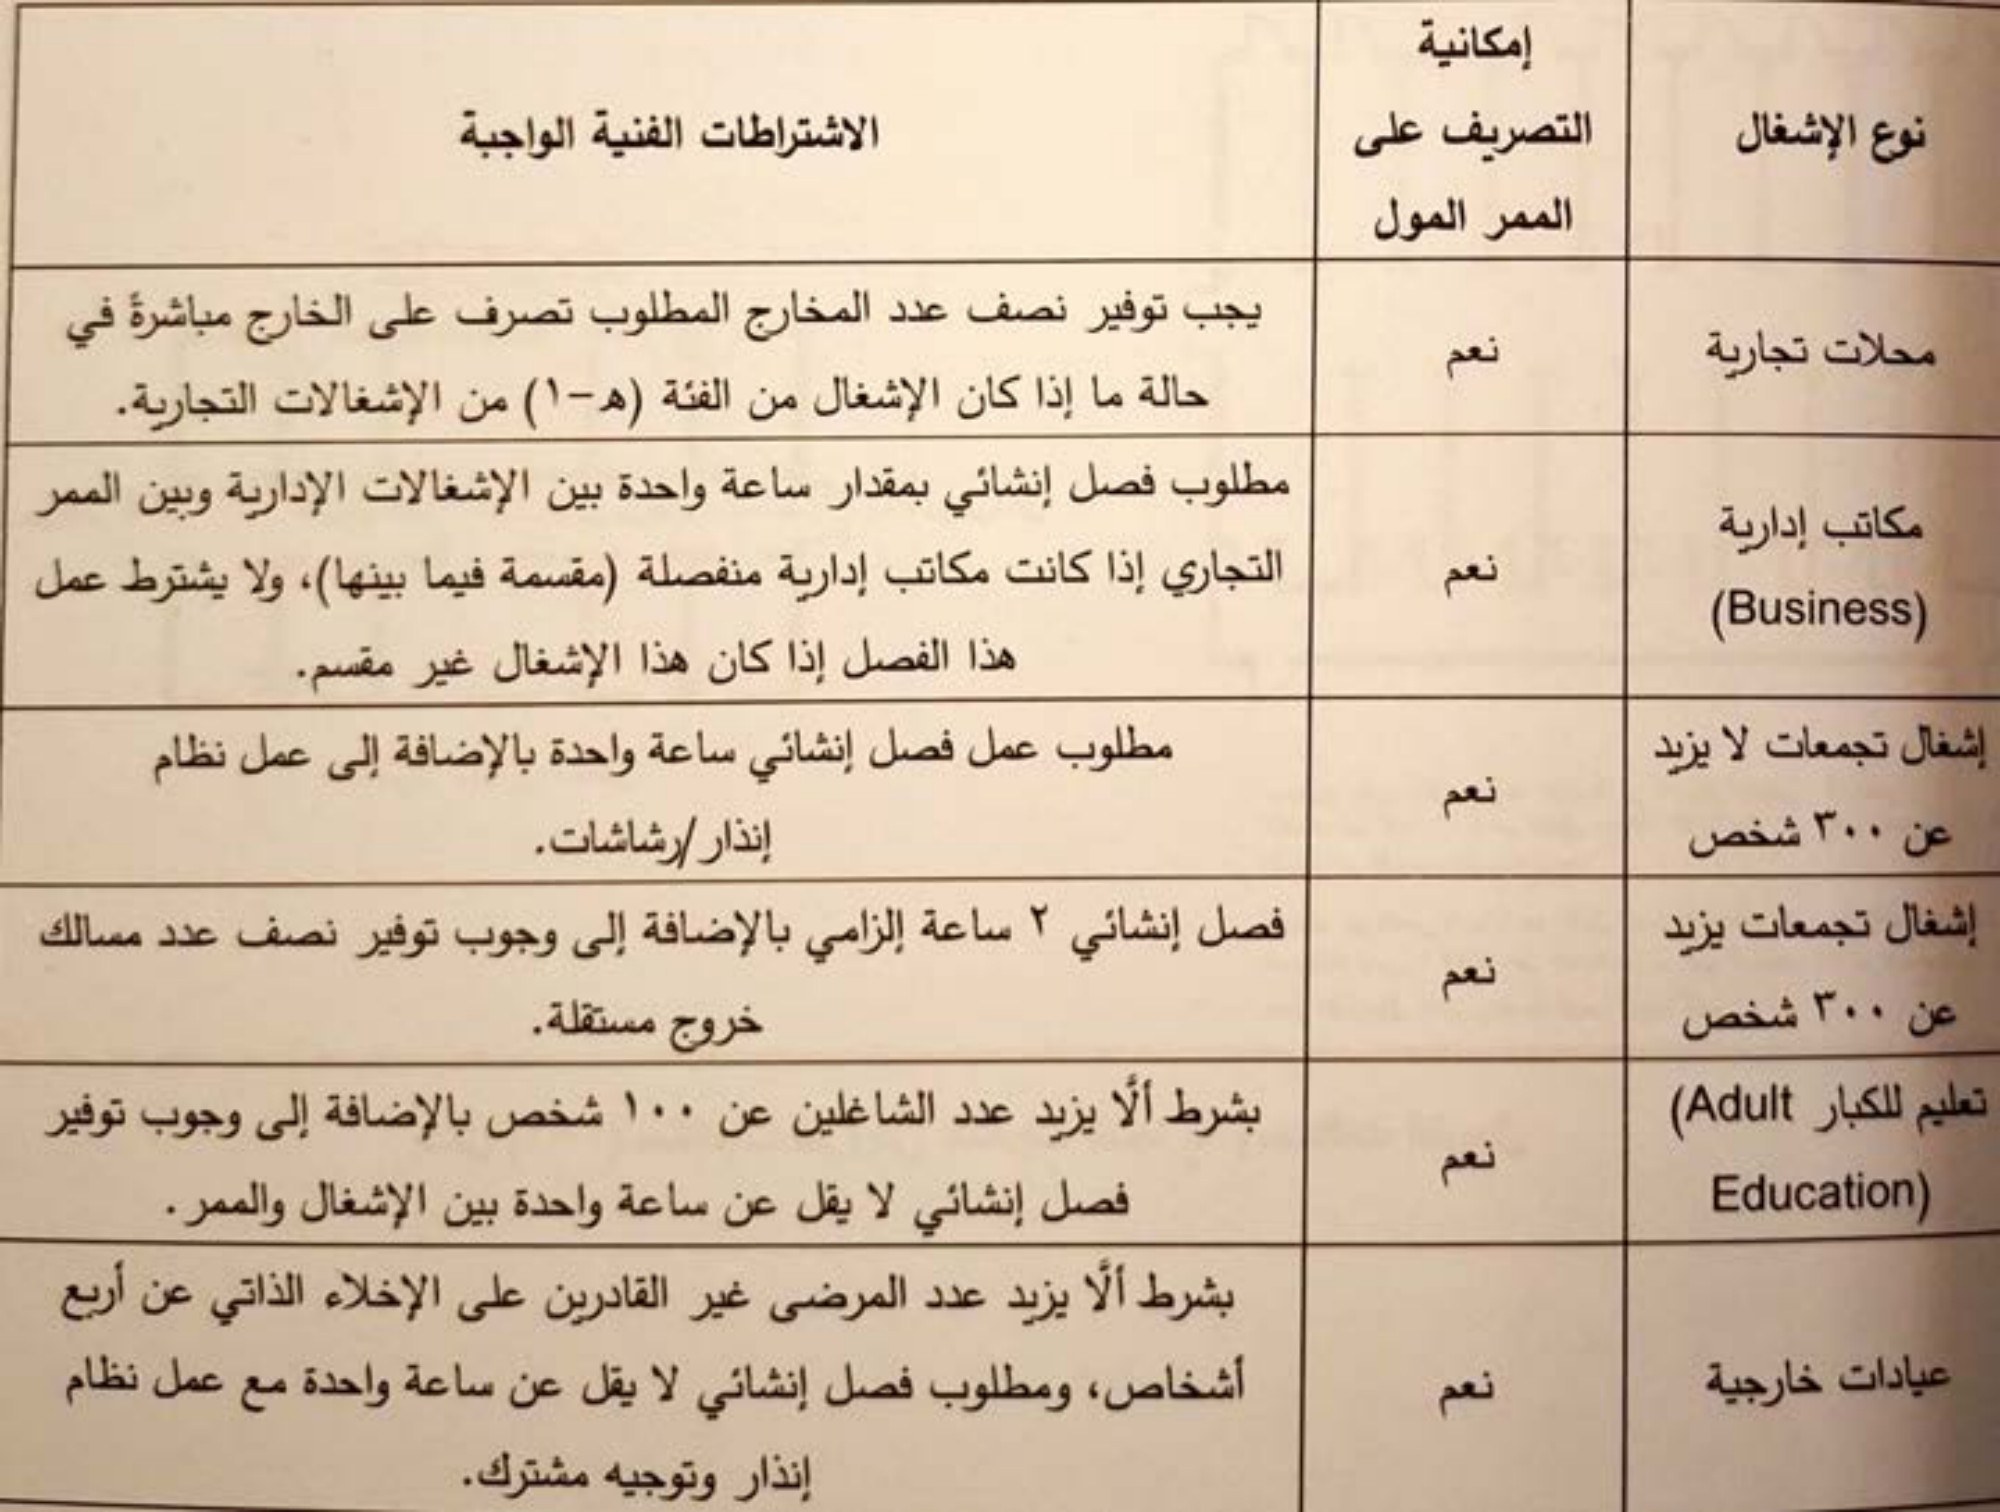 نوع الإشغال
إمكانية
التصريف على
الممر المول
الاشتراطات الفنية الواجبة
محلات تجارية
نعم
يجب توفير نصف عدد المخارج المطلوب تصرف على الخارج مباشرةً في
حالة ما إذا كان الإشغال من الفئة (هـ-١) من الإشغالات التجارية.
مكاتب إدارية
(Business)
نعم
مطلوب فصل إنشائي بمقدار ساعة واحدة بين الإشغالات الإدارية وبين الممر
التجاري إذا كانت مكاتب إدارية منفصلة (مقسمة فيما بينها)، ولا يشترط عمل
هذا الفصل إذا كان هذا الإشغال غير مقسم.
إشغال تجمعات لا يزيد
عن ٣٠٠ شخص
نعم
مطلوب عمل فصل إنشائي ساعة واحدة بالإضافة إلى عمل نظام
إنذار/رشاشات.
إشغال تجمعات يزيد
عن ٣٠٠ شخص
نعم
فصل إنشائي ٢ ساعة إلزامي بالإضافة إلى وجوب توفير نصف عدد مسالك
خروج مستقلة.
تعليم للكبار (Adult
Education)
نعم
بشرط ألَّا يزيد عدد الشاغلين عن ١٠٠ شخص بالإضافة إلى وجوب توفير
فصل إنشائي لا يقل عن ساعة واحدة بين الإشغال والممر.
عيادات خارجية
نعم
بشرط ألَّا يزيد عدد المرضى غير القادرين على الإخلاء الذاتي عن أربع
أشخاص، ومطلوب فصل إنشائي لا يقل عن ساعة واحدة مع عمل نظام
إنذار وتوجيه مشترك.